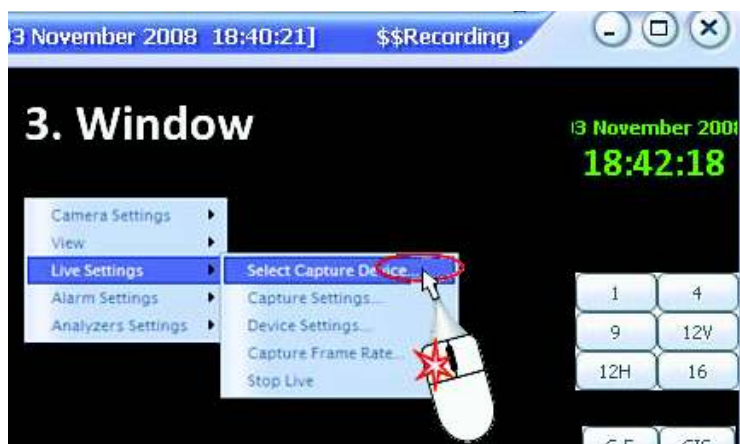 3 November 2008 18:40:21] $$Recording .
3. Window
3 November 200
18:42:18
Camera Settings
View
Live Settings
Alarm Settings
Analyzers Settings
Select Capture Device...
Capture Settings...
Device Settings...
Capture Frame Rate...
Stop Live
1 4
9 12V
12H 16